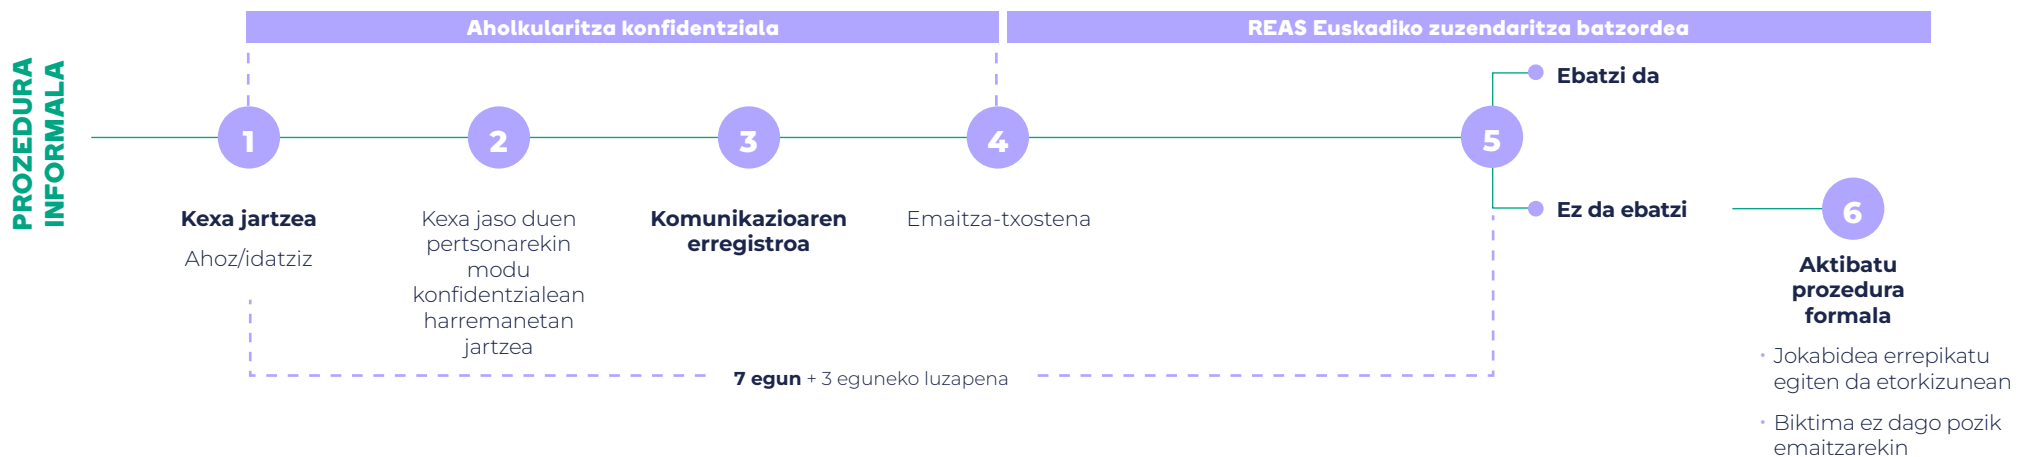 PROZEDURA
INFORMALA
Aholkularitza konfidentziala
REAS Euskadiko zuzendaritza batzordea
1
2
3
4
5
Ebatzi da
Ez da ebatzi
6
Kexa jartzea
Ahoz/idatziz
Kexa jaso duen
pertsonarekin
modu
konfidentzialean
harremanetan
jartzea
Komunikazioaren
erregistroa
Emaitza-txostena
7 egun + 3 eguneko luzapena
Aktibatu
prozedura
formala
· Jokabidea errepikatu
egiten da etorkizunean
· Biktima ez dago pozik
emaitzarekin